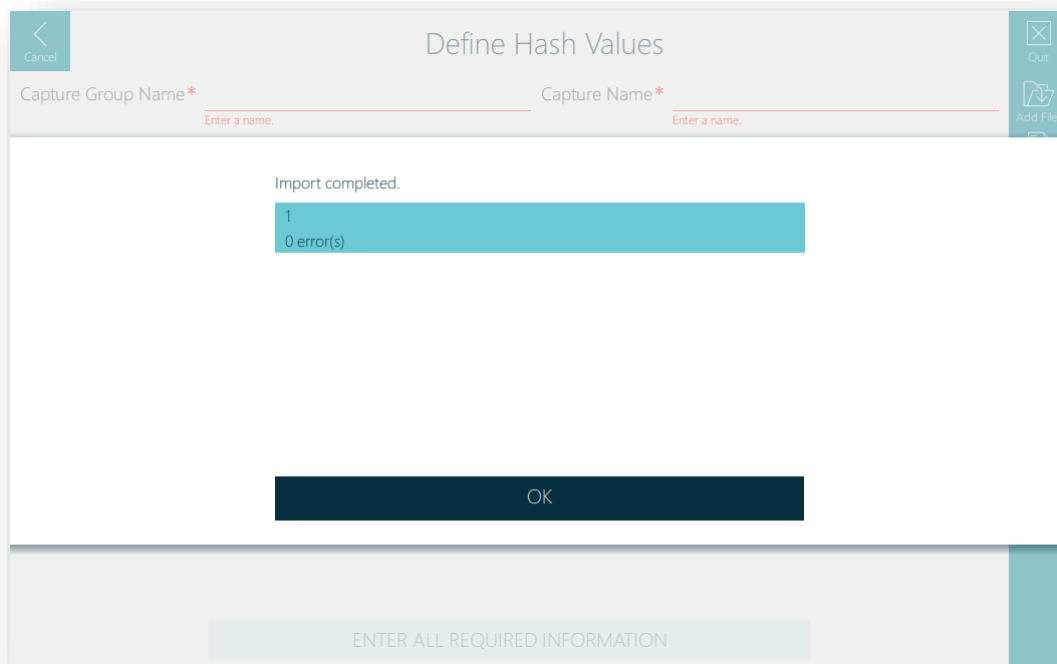 Define Hash Values
Cancel
Quit
Capture Group Name*
Capture Name*
Enter a name.
Enter a name.
Add File
Import completed.
1
0 error(s)
OK
ENTER ALL REQUIRED INFORMATION